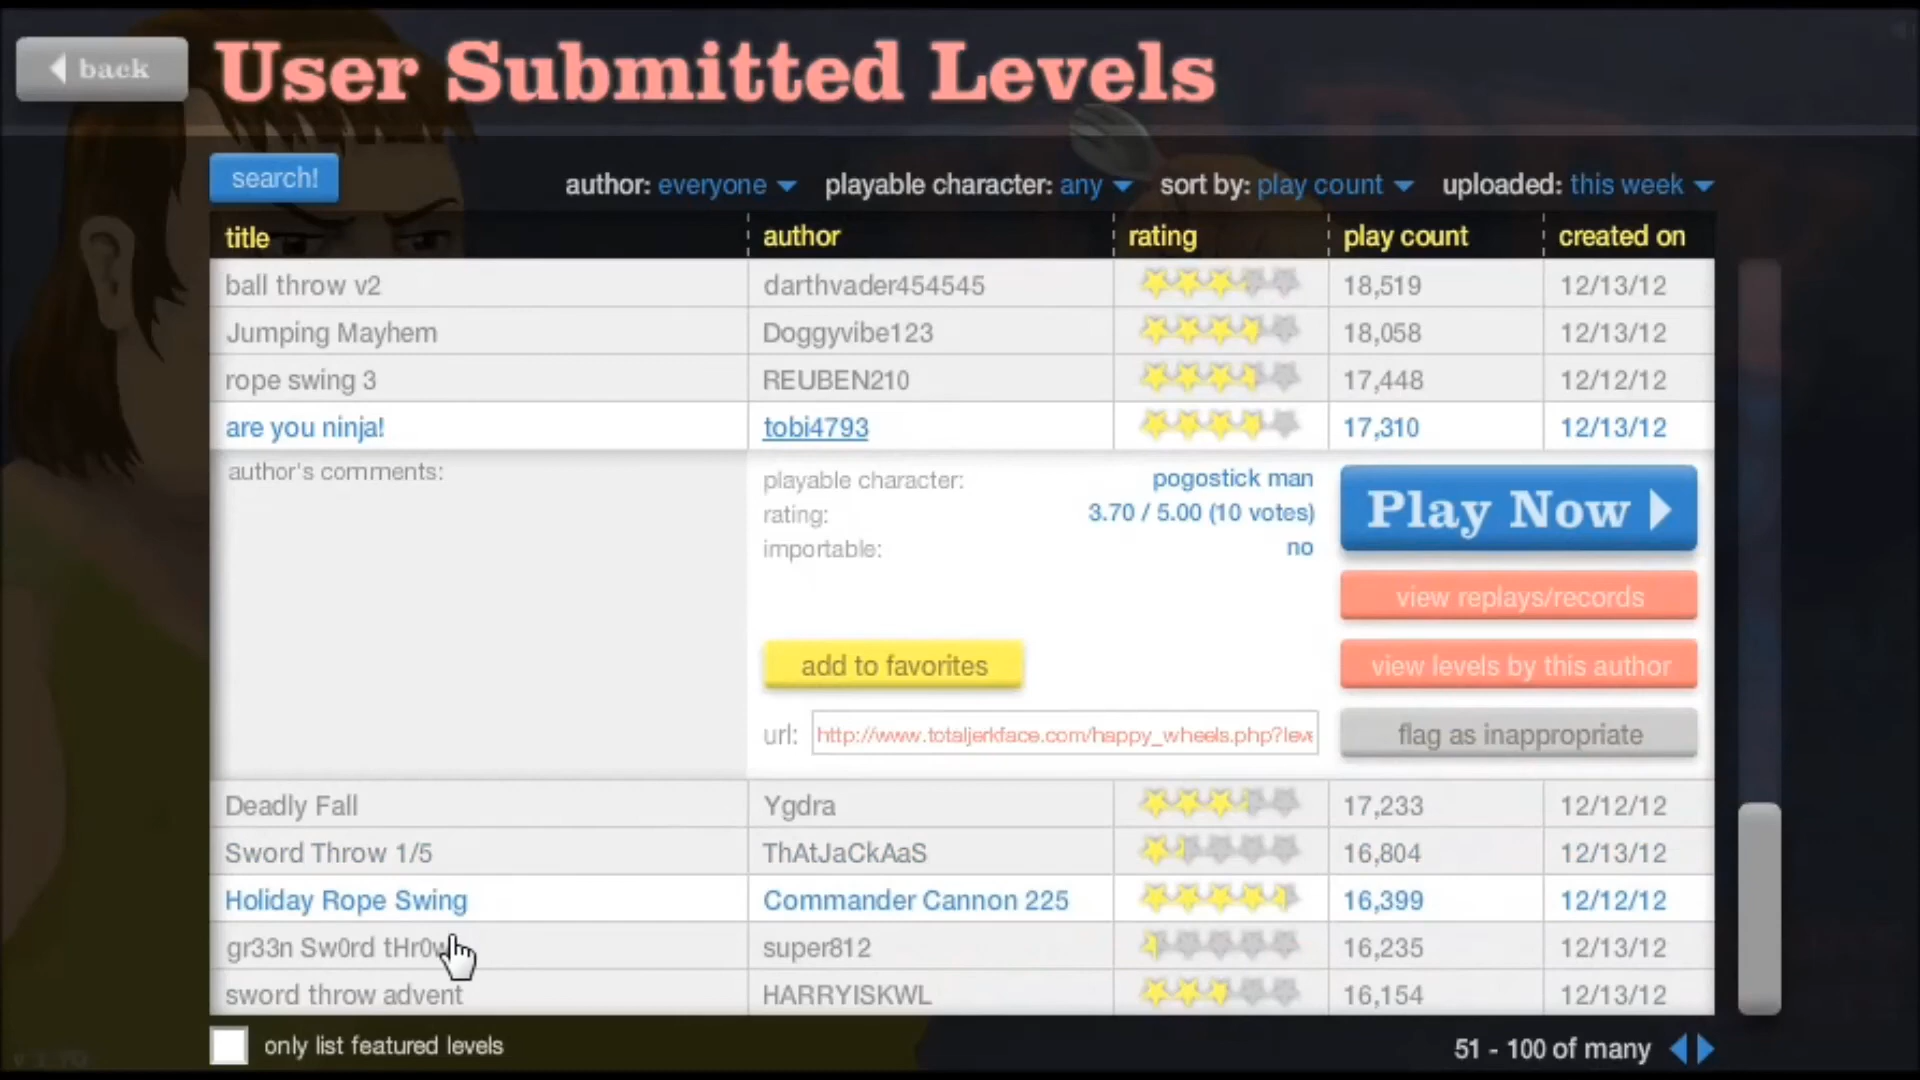 back
User Submitted Levels
search!
author: everyone playable character: any sort by: play count uploaded: this week
title author rating play count created on
ball throw v2 darthvader454545 18,519 12/13/12
Jumping Mayhem Doggyvibe123 18,058 12/13/12
rope swing 3 REUBEN210 17,448 12/12/12
are you ninja! tobi4793 17,310 12/13/12
author's comments:
playable character: pogostick man
rating: 3.70 / 5.00 (10 votes)
importable: no
Play Now
view replays/records
add to favorites
view levels by this author
url: http://www.totaljerkface.com/happy_wheels.php?leve
flag as inappropriate
Deadly Fall Ygdra 17,233 12/12/12
Sword Throw 1/5 ThAtJaCkAaS 16,804 12/13/12
Holiday Rope Swing Commander Cannon 225 16,399 12/12/12
gr33n Sw0rd tHr0w super812 16,235 12/13/12
sword throw advent HARRYISKWL 16,154 12/13/12
only list featured levels
51 - 100 of many